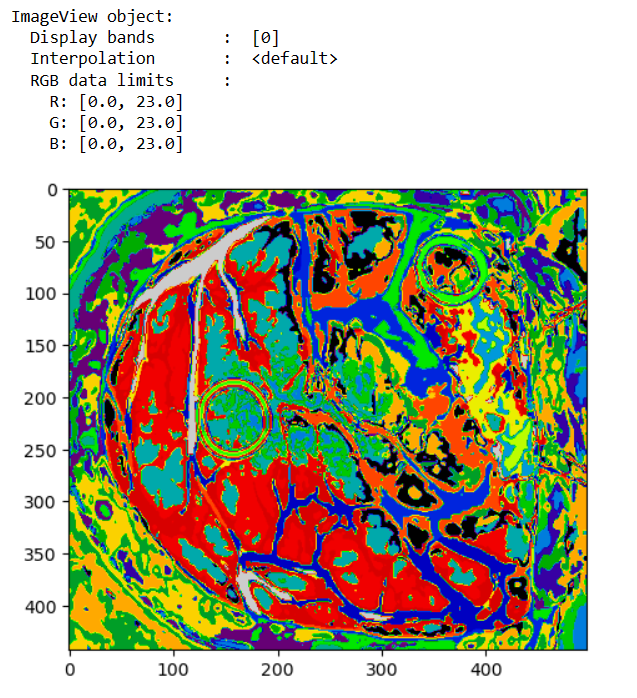 ImageView object:
Display bands : [0]
Interpolation : <default>
RGB data limits :
R: [0.0, 23.0]
G: [0.0, 23.0]
B: [0.0, 23.0]
0
50
100
150
200
250
300
350
400
0 100 200 300 400